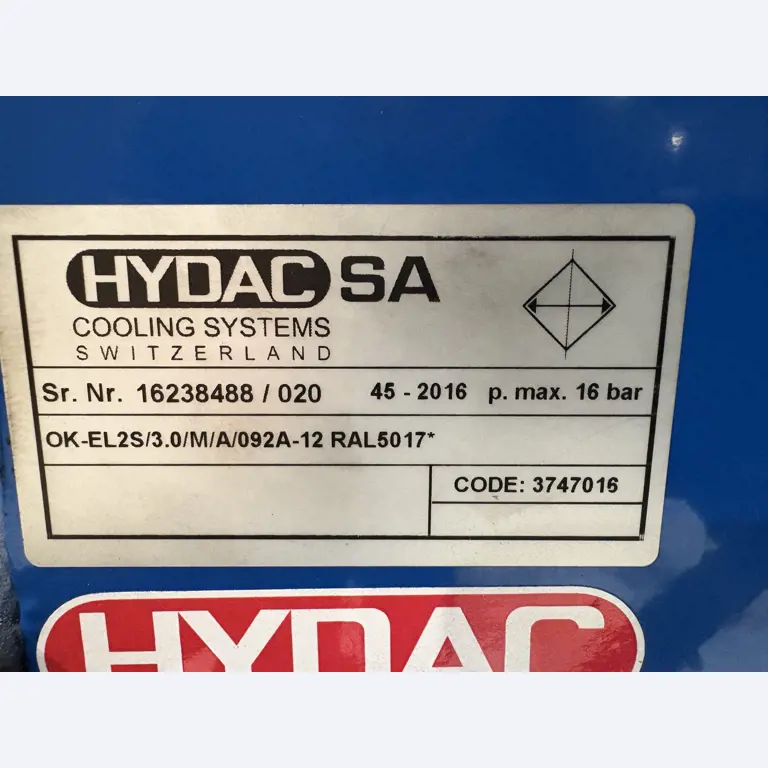 HYDAC SA
COOLING SYSTEMS
SWITZERLAND
Sr. Nr. 16238488 / 020 45 - 2016 p. max. 16 bar
OK-EL2S/3.0/M/A/092A-12 RAL5017*
CODE: 3747016
HYDAC